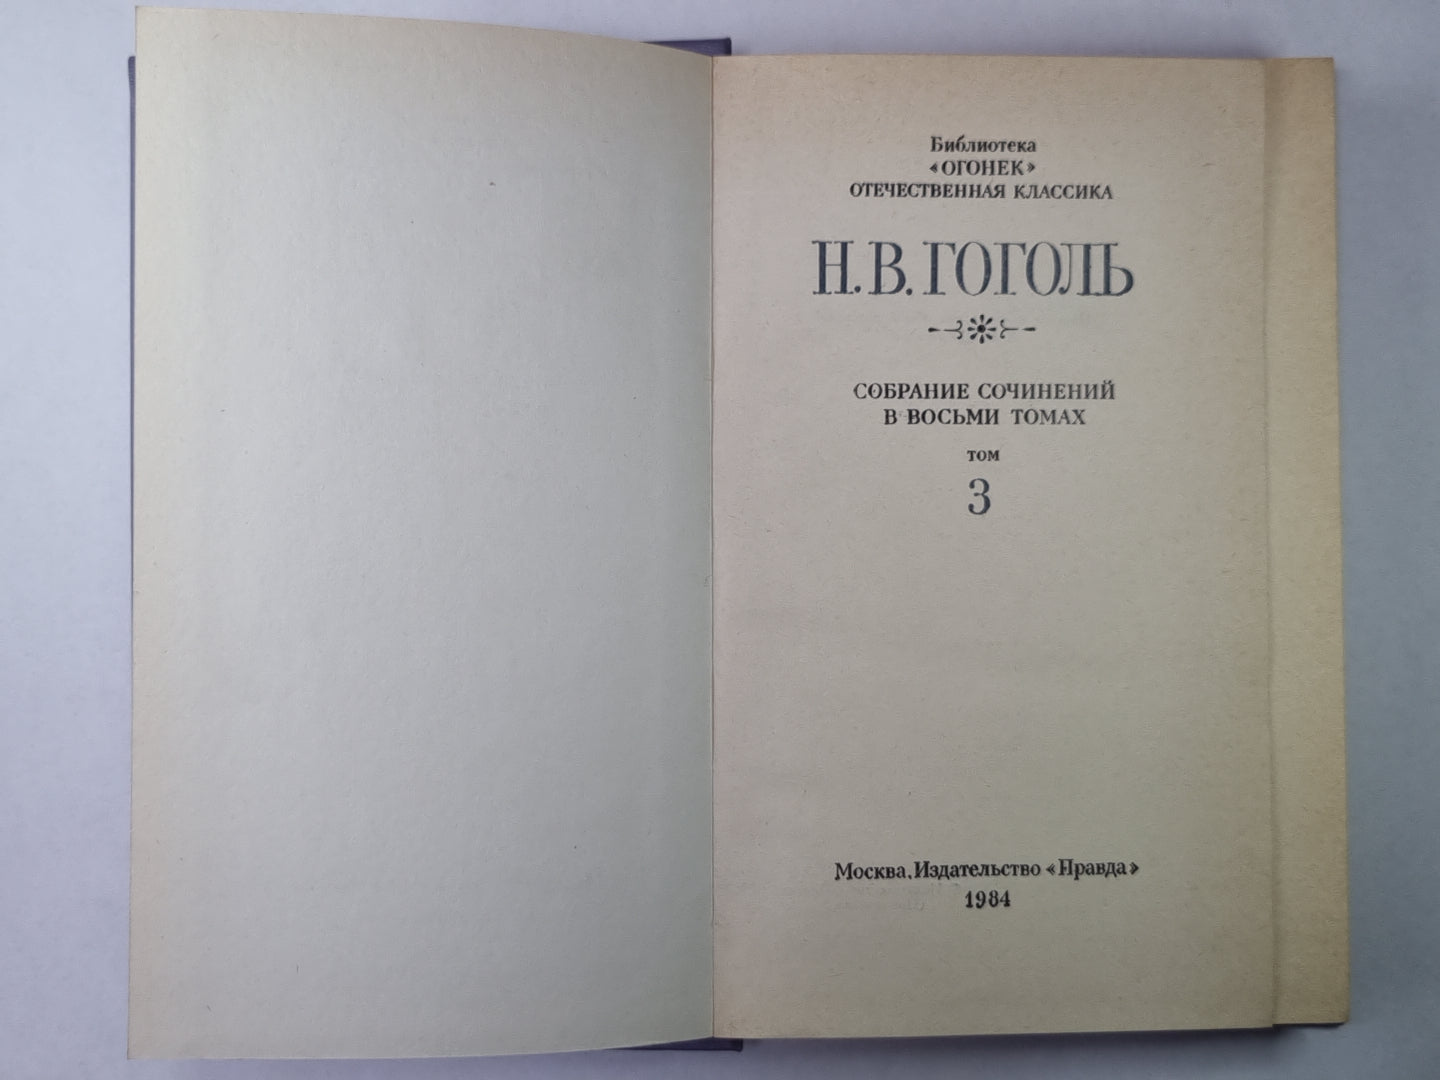 Библиотека
«ОГОНЕК»
ОТЕЧЕСТВЕННАЯ КЛАССИКА
Н.В.ГОГОЛЬ
СОБРАНИЕ СОЧИНЕНИЙ
В ВОСЬМИ ТОМАХ
ТОМ
3
Москва. Издательство «Правда»
1984